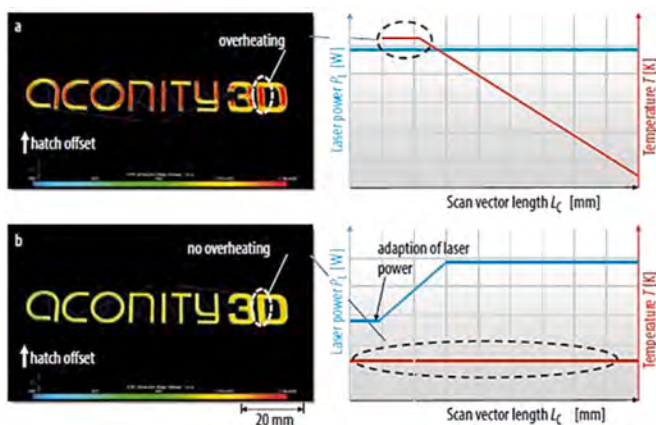 a
overheating
aconity3D
hatch offset
Laser power P_L [W]
Temperature T [K]
Scan vector length L_C [mm]
b
no overheating
aconity3D
hatch offset
20 mm
adaption of laser
power
Laser power P_L [W]
Temperature T [K]
Scan vector length L_C [mm]